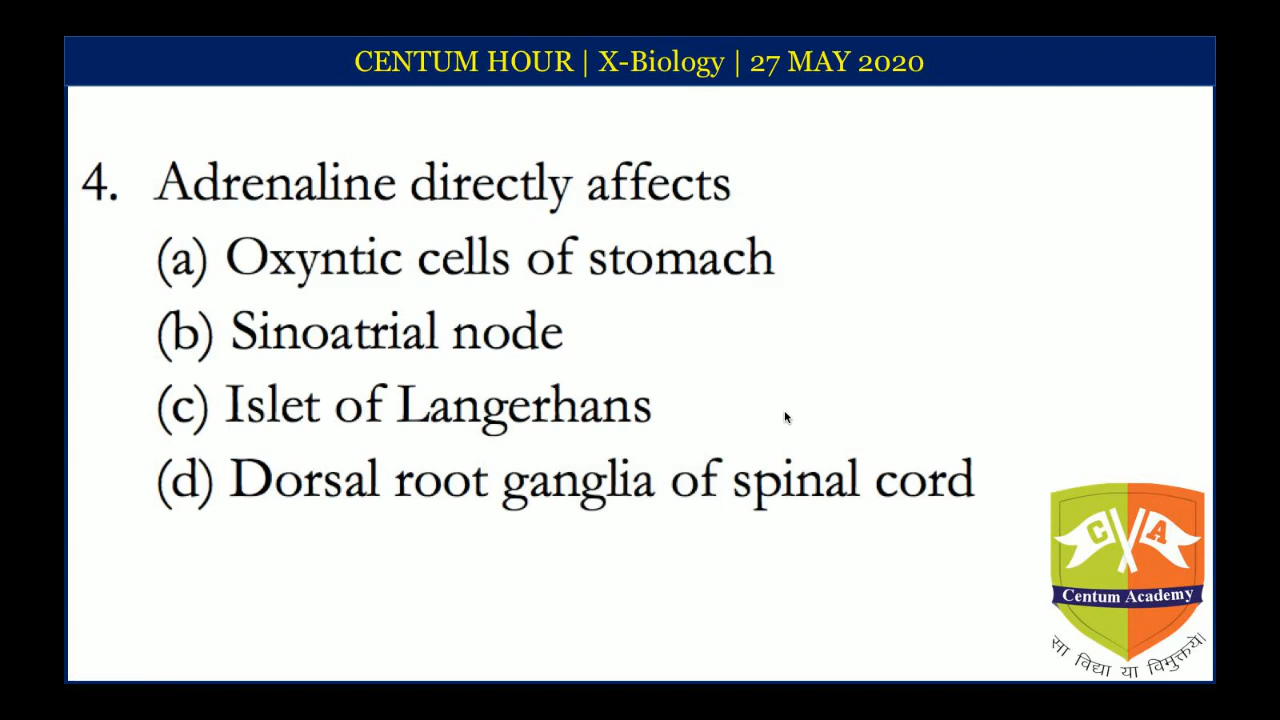 CENTUM HOUR | X-Biology | 27 MAY 2020
4. Adrenaline directly affects
(a) Oxyntic cells of stomach
(b) Sinoatrial node
(c) Islet of Langerhans
(d) Dorsal root ganglia of spinal cord
C A
Centum Academy
सा विद्या या विमुक्तये।